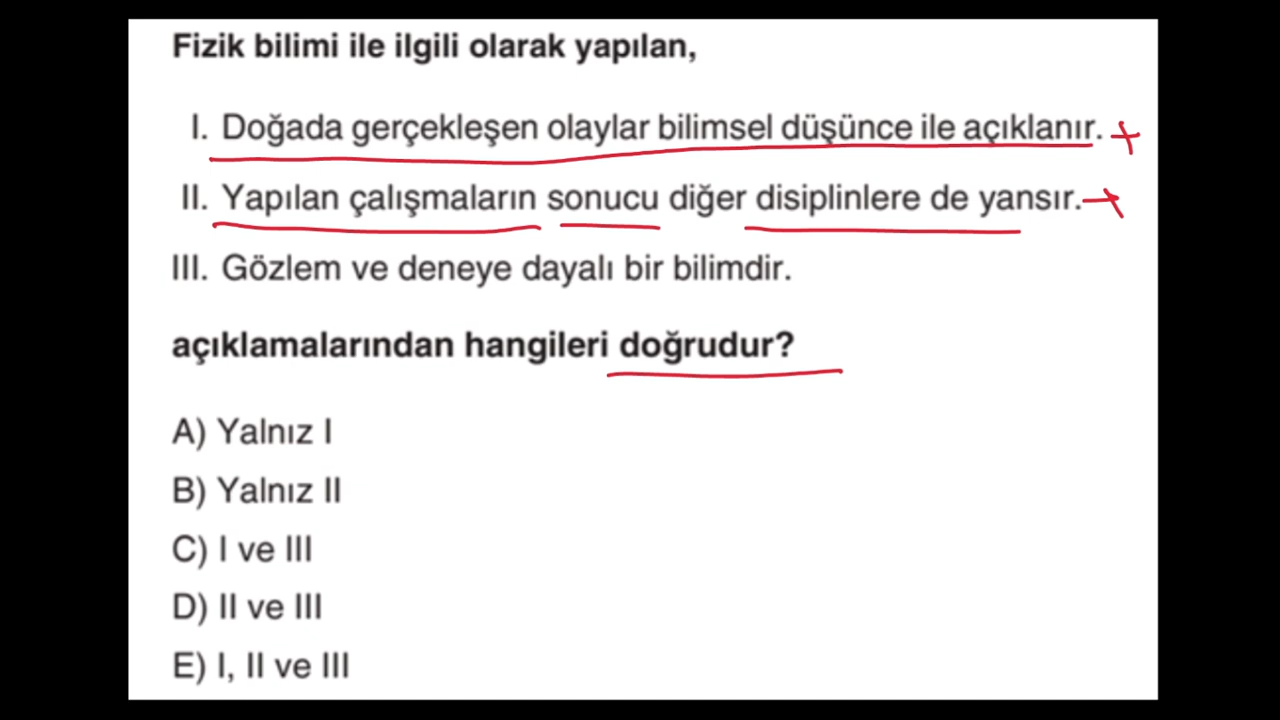 Fizik bilimi ile ilgili olarak yapılan,
I. Doğada gerçekleşen olaylar bilimsel düşünce ile açıklanır. +
II. Yapılan çalışmaların sonucu diğer disiplinlere de yansır. +
III. Gözlem ve deneye dayalı bir bilimdir.
açıklamalarından hangileri doğrudur?
A) Yalnız I
B) Yalnız II
C) I ve III
D) II ve III
E) I, II ve III